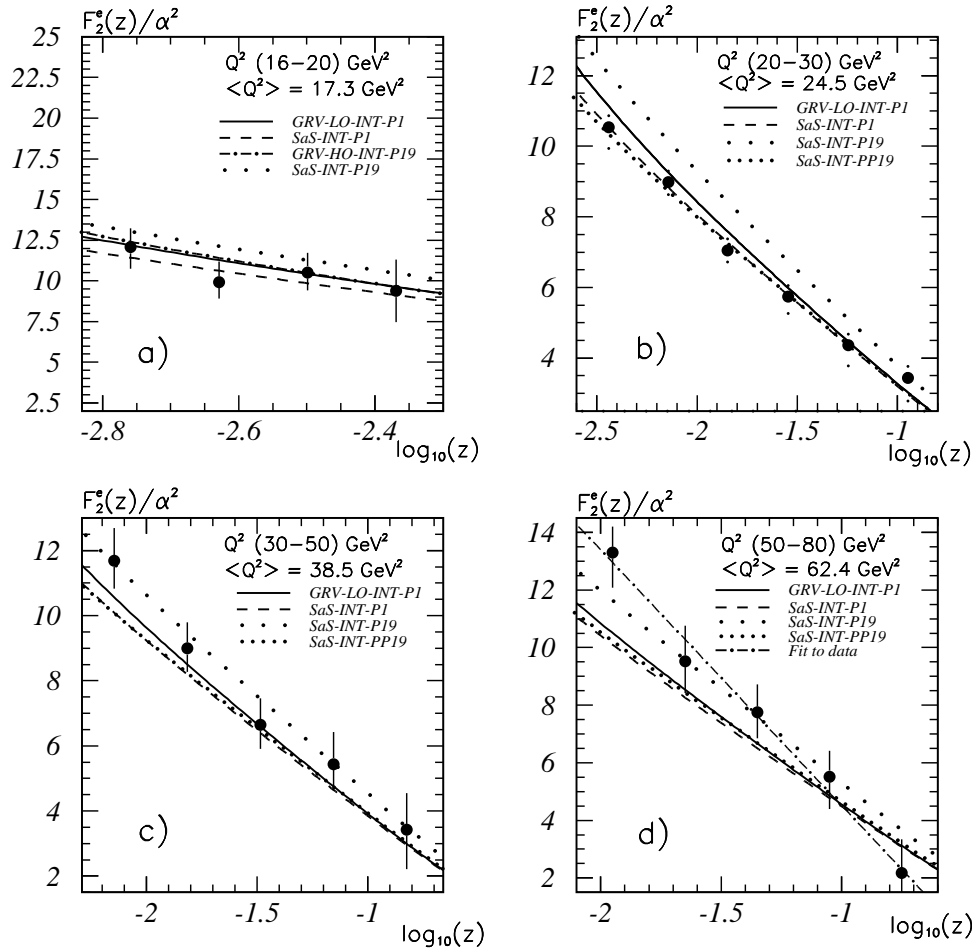 F₂ᵉ(z)/α²
25
22.5
20
17.5
15
12.5
10
7.5
5
2.5
Q² (16−20) GeV²
<Q²> = 17.3 GeV²
GRV-LO-INT-P1
SaS-INT-P1
GRV-HO-INT-P19
SaS-INT-P19
a)
-2.8
-2.6
-2.4
log₁₀(z)
12
10
8
6
4
Q² (20−30) GeV²
<Q²> = 24.5 GeV²
GRV-LO-INT-P1
SaS-INT-P1
SaS-INT-P19
SaS-INT-PP19
b)
-2.5
-2
-1.5
-1
log₁₀(z)
F₂ᵉ(z)/α²
12
10
8
6
4
2
Q² (30−50) GeV²
<Q²> = 38.5 GeV²
GRV-LO-INT-P1
SaS-INT-P1
SaS-INT-P19
SaS-INT-PP19
c)
-2
-1.5
-1
log₁₀(z)
F₂ᵉ(z)/α²
14
12
10
8
6
4
2
Q² (50−80) GeV²
<Q²> = 62.4 GeV²
GRV-LO-INT-P1
SaS-INT-P1
SaS-INT-P19
SaS-INT-PP19
Fit to data
d)
-2
-1.5
-1
log₁₀(z)